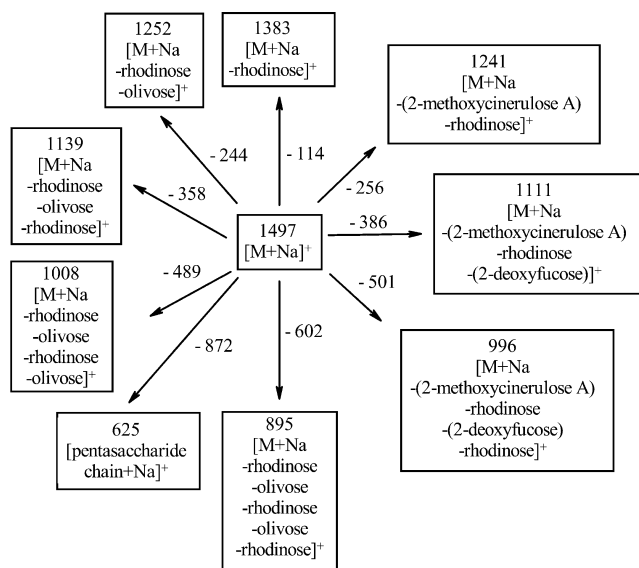 1252
[M+Na
-rhodinose
-olivose]⁺
1383
[M+Na
-rhodinose]⁺
1241
[M+Na
-(2-methoxycinerulose A)
-rhodinose]⁺
1139
[M+Na
-rhodinose
-olivose
-rhodinose]⁺
- 244
- 114
- 256
- 358
1497
[M+Na]⁺
-386
1111
[M+Na
-(2-methoxycinerulose A)
-rhodinose
-(2-deoxyfucose)]⁺
1008
[M+Na
-rhodinose
-olivose
-rhodinose
-olivose]⁺
- 489
- 872
- 602
- 501
996
[M+Na
-(2-methoxycinerulose A)
-rhodinose
-(2-deoxyfucose)
-rhodinose]⁺
625
[pentasaccharide
chain+Na]⁺
895
[M+Na
-rhodinose
-olivose
-rhodinose
-olivose
-rhodinose]⁺